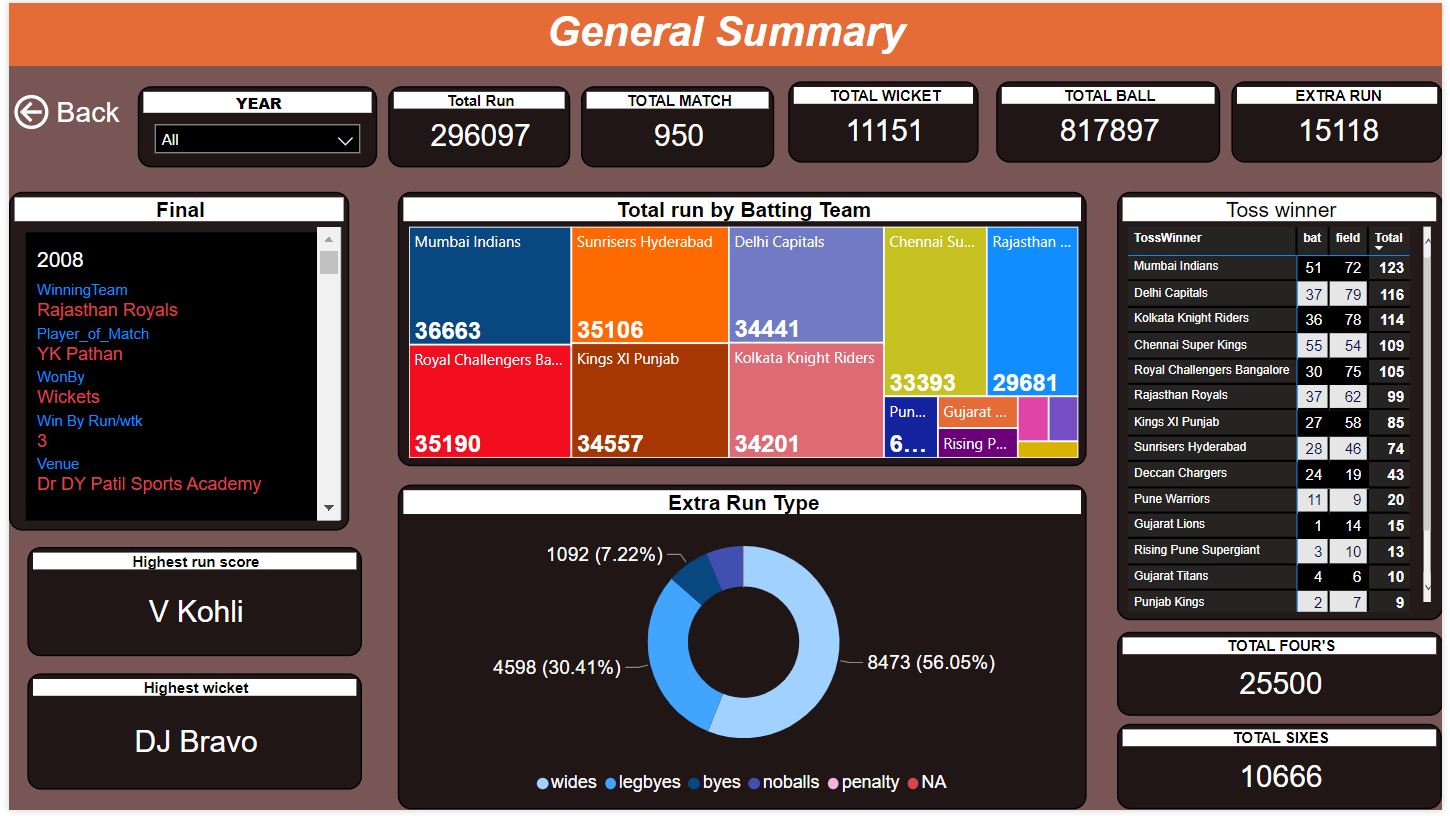 General Summary
Back
YEAR
All
Total Run
296097
TOTAL MATCH
950
TOTAL WICKET
11151
TOTAL BALL
817897
EXTRA RUN
15118
Final
2008
WinningTeam
Rajasthan Royals
Player_of_Match
YK Pathan
WonBy
Wickets
Win By Run/wtk
3
Venue
Dr DY Patil Sports Academy
Highest run score
V Kohli
Highest wicket
DJ Bravo
Total run by Batting Team
Mumbai Indians
36663
Sunrisers Hyderabad
35106
Delhi Capitals
34441
Chennai Su...
33393
Rajasthan ...
29681
Royal Challengers Ba...
35190
Kings XI Punjab
34557
Kolkata Knight Riders
34201
Pun...
6...
Gujarat ...
Rising P...
Extra Run Type
1092 (7.22%)
4598 (30.41%)
8473 (56.05%)
wides legbyes byes noballs penalty NA
Toss winner
TossWinner bat field Total
Mumbai Indians 51 72 123
Delhi Capitals 37 79 116
Kolkata Knight Riders 36 78 114
Chennai Super Kings 55 54 109
Royal Challengers Bangalore 30 75 105
Rajasthan Royals 37 62 99
Kings XI Punjab 27 58 85
Sunrisers Hyderabad 28 46 74
Deccan Chargers 24 19 43
Pune Warriors 11 9 20
Gujarat Lions 1 14 15
Rising Pune Supergiant 3 10 13
Gujarat Titans 4 6 10
Punjab Kings 2 7 9
TOTAL FOUR'S
25500
TOTAL SIXES
10666